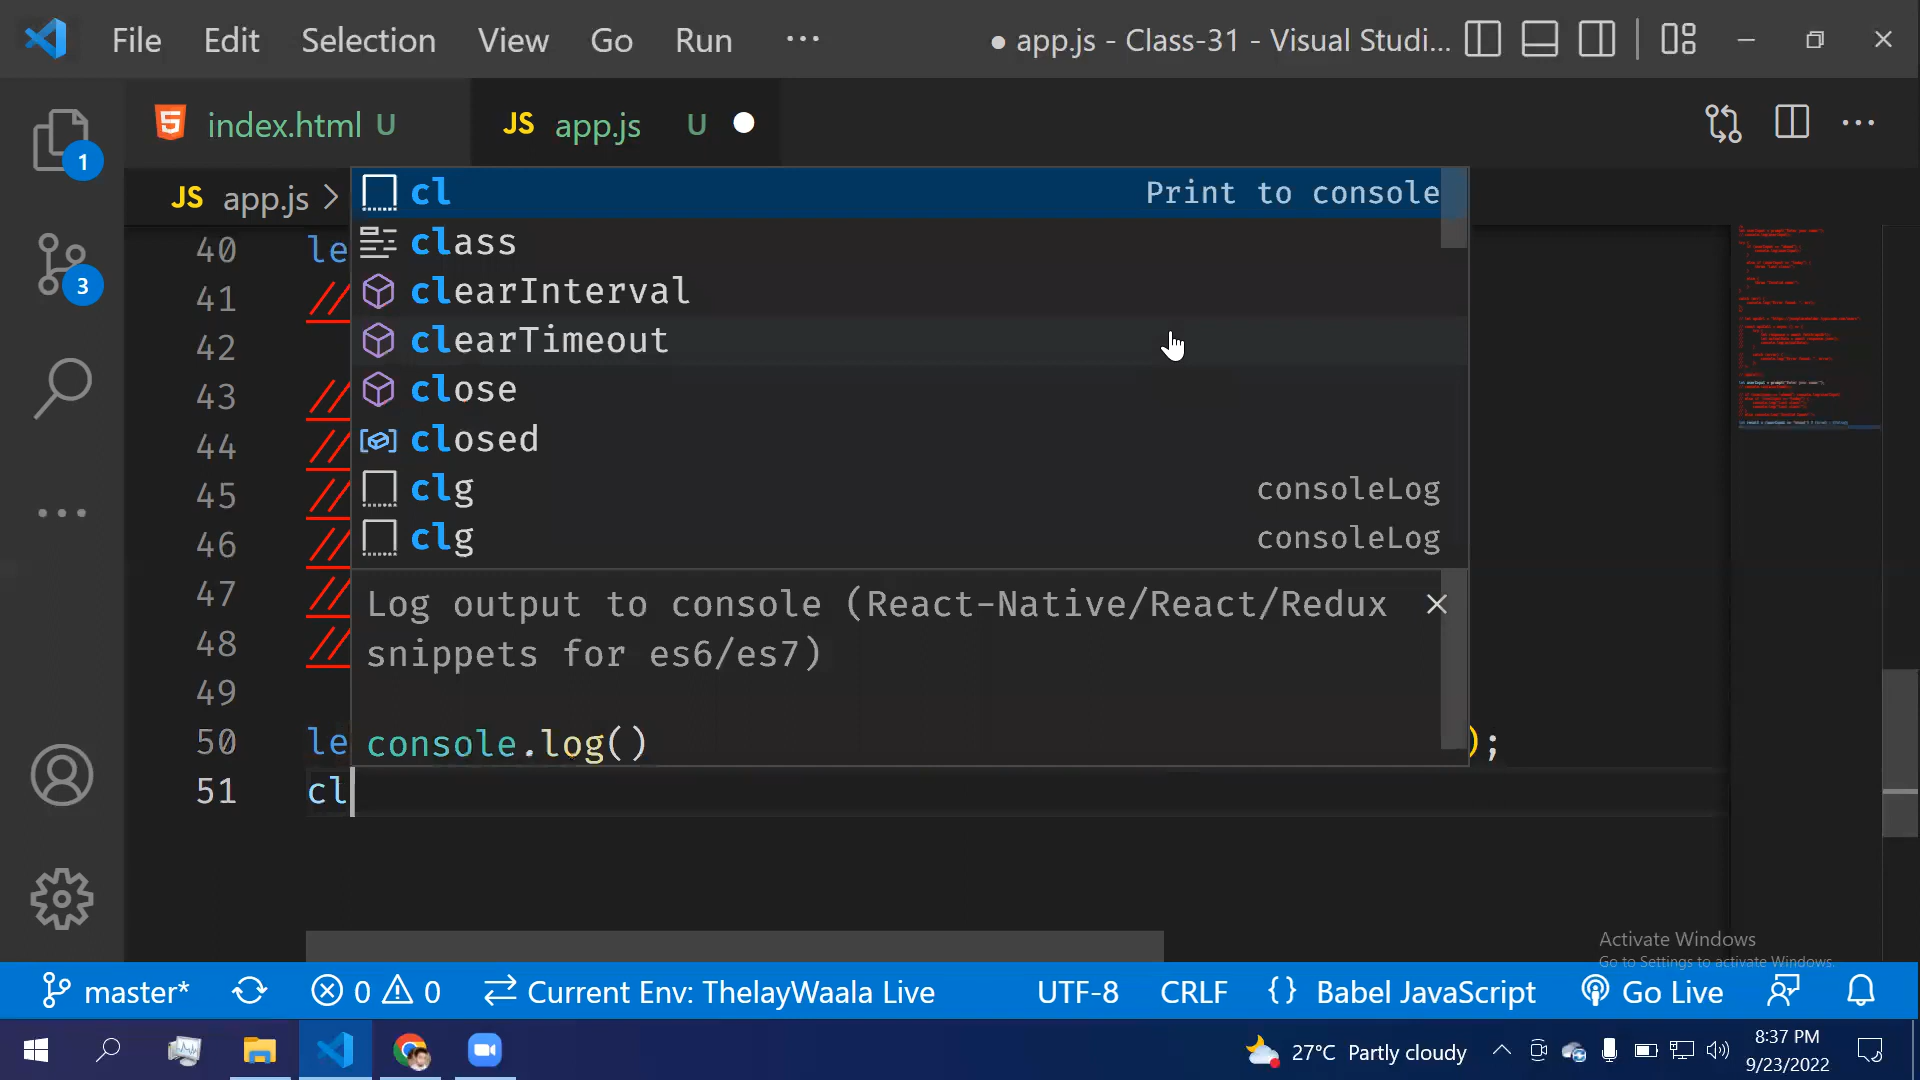 File Edit Selection View Go Run ··· ● app.js - Class-31 - Visual Studi...
index.html U JS app.js U
JS app.js >
cl Print to console
class
clearInterval
clearTimeout
close
closed
clg consoleLog
clg consoleLog
Log output to console (React-Native/React/Redux
snippets for es6/es7)
console.log()
40 le
41 //
42
43 //
44 //
45 //
46 //
47 //
48 //
49
50 le );
51 cl
1
3
Activate Windows
Go to Settings to activate Windows.
master* 0 0 Current Env: ThelayWaala Live UTF-8 CRLF {} Babel JavaScript Go Live
27°C Partly cloudy 8:37 PM
9/23/2022